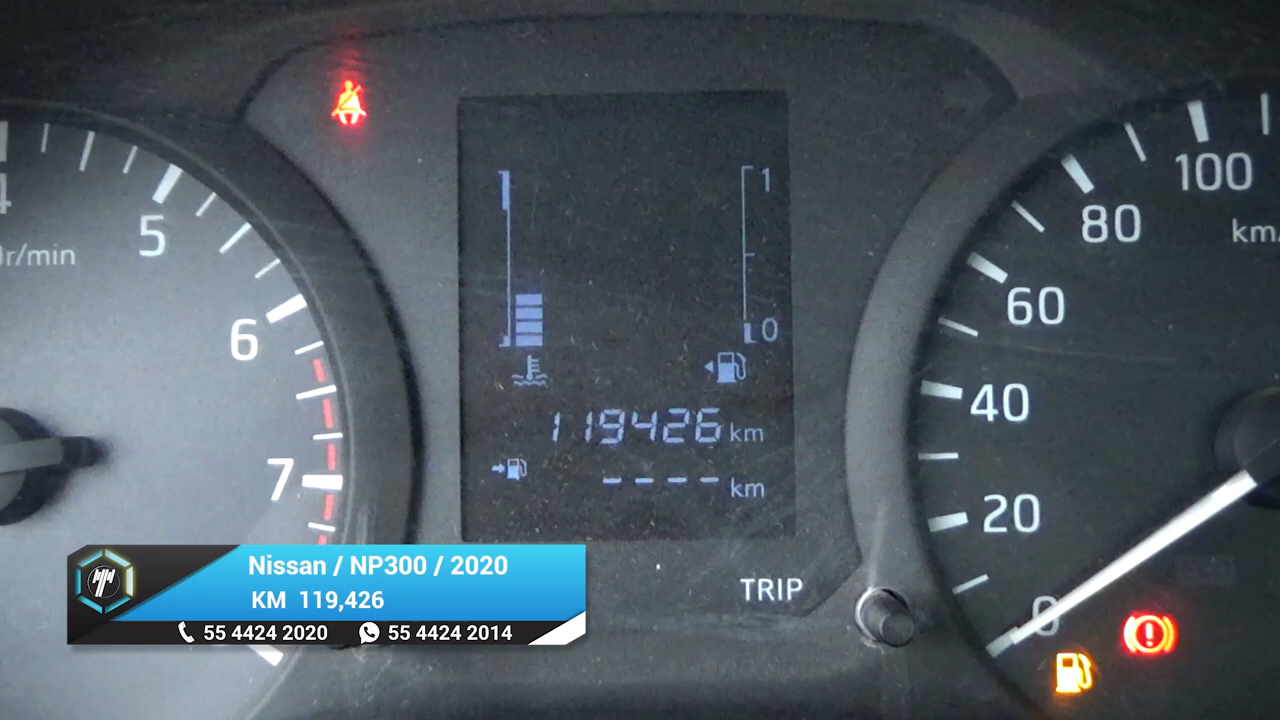 4
5
6
7
r/min
1
0
119426 km
---- km
TRIP
0
20
40
60
80
100
km/
Nissan / NP300 / 2020
KM 119,426
55 4424 2020 55 4424 2014